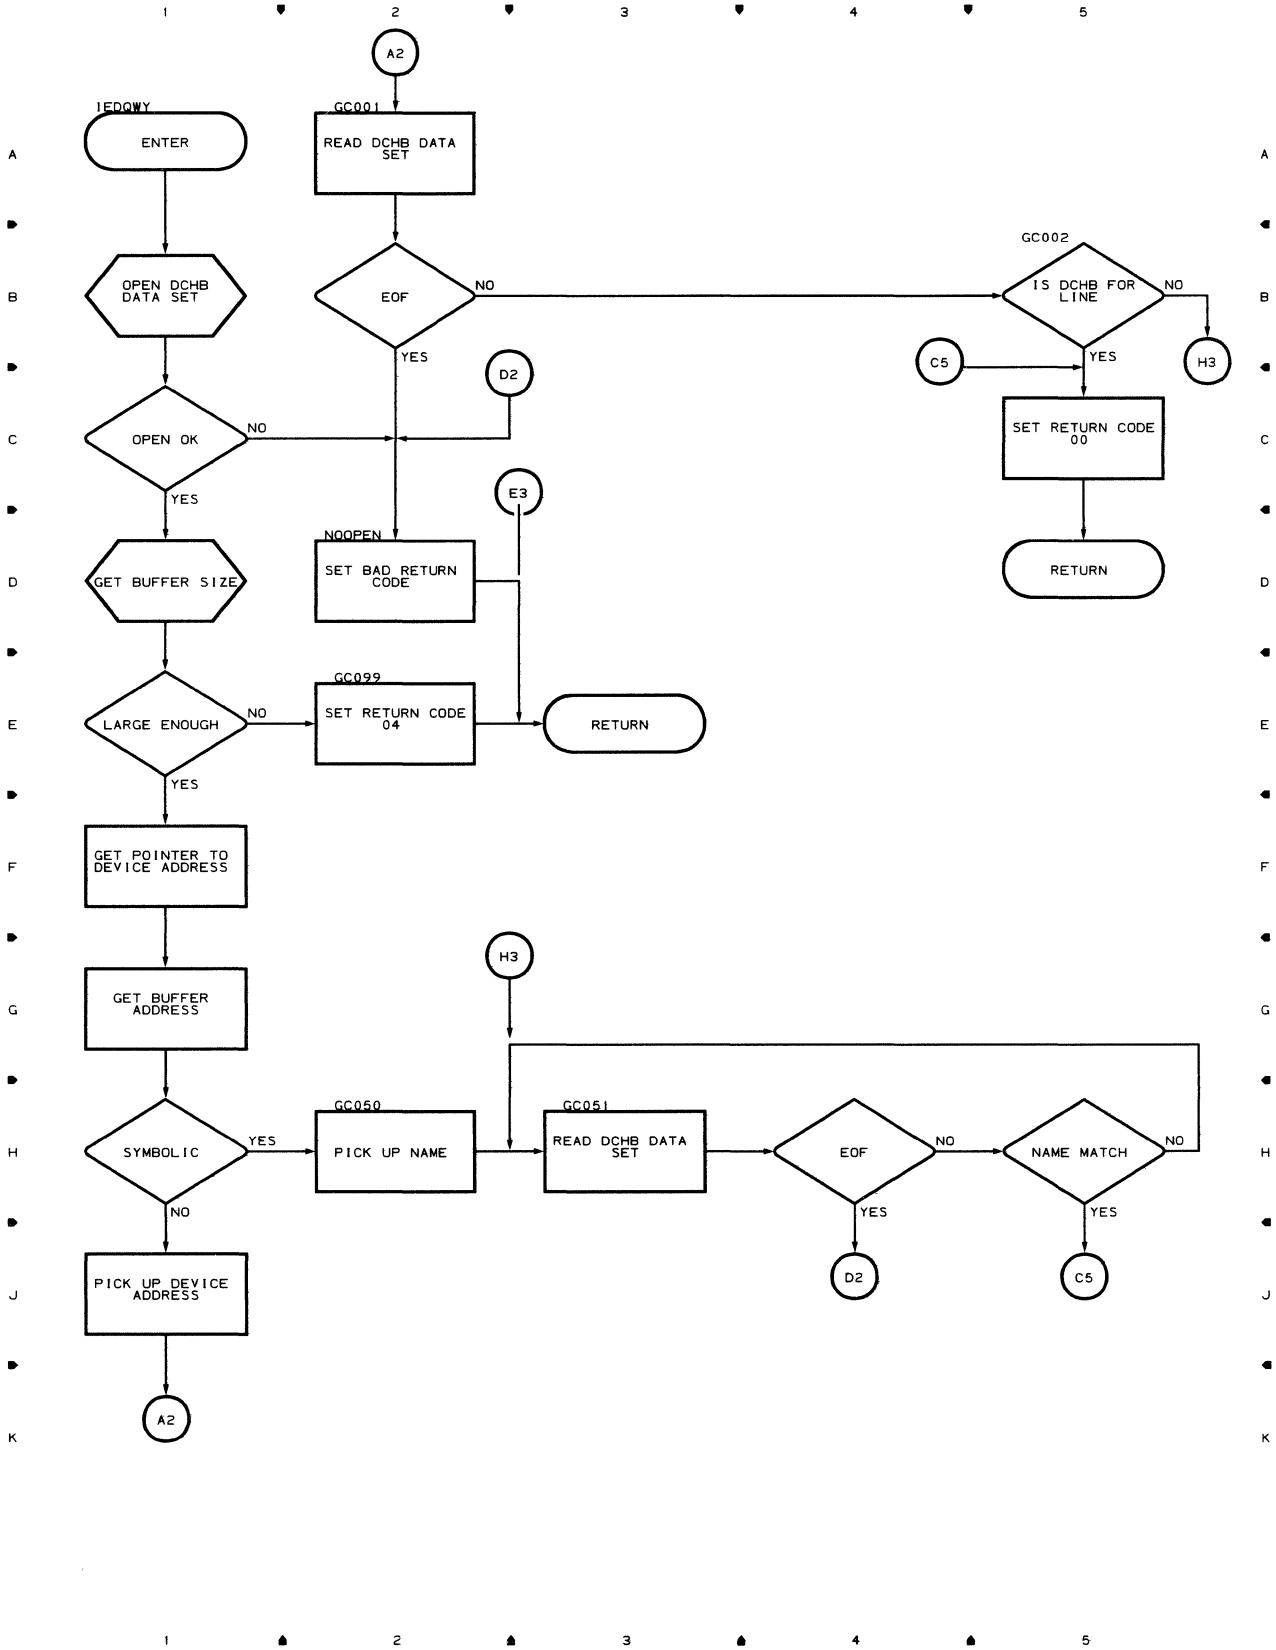 1 2 3 4 5
A2
IEDQWY
ENTER
GC001
READ DCHB DATA
SET
A A
OPEN DCHB
DATA SET
EOF
NO
GC002
IS DCHB FOR
LINE
NO
B B
YES
D2
C5
YES
H3
OPEN OK
NO
SET RETURN CODE
00
C C
YES
E3
NOOPEN
GET BUFFER SIZE
SET BAD RETURN
CODE
RETURN
D D
GC099
LARGE ENOUGH
NO
SET RETURN CODE
04
RETURN
E E
YES
GET POINTER TO
DEVICE ADDRESS
F F
H3
GET BUFFER
ADDRESS
G G
GC050
GC051
SYMBOLIC
YES
PICK UP NAME
READ DCHB DATA
SET
EOF
NO
NAME MATCH
NO
H H
NO
YES
YES
PICK UP DEVICE
ADDRESS
D2
C5
J J
A2
K K
1 2 3 4 5